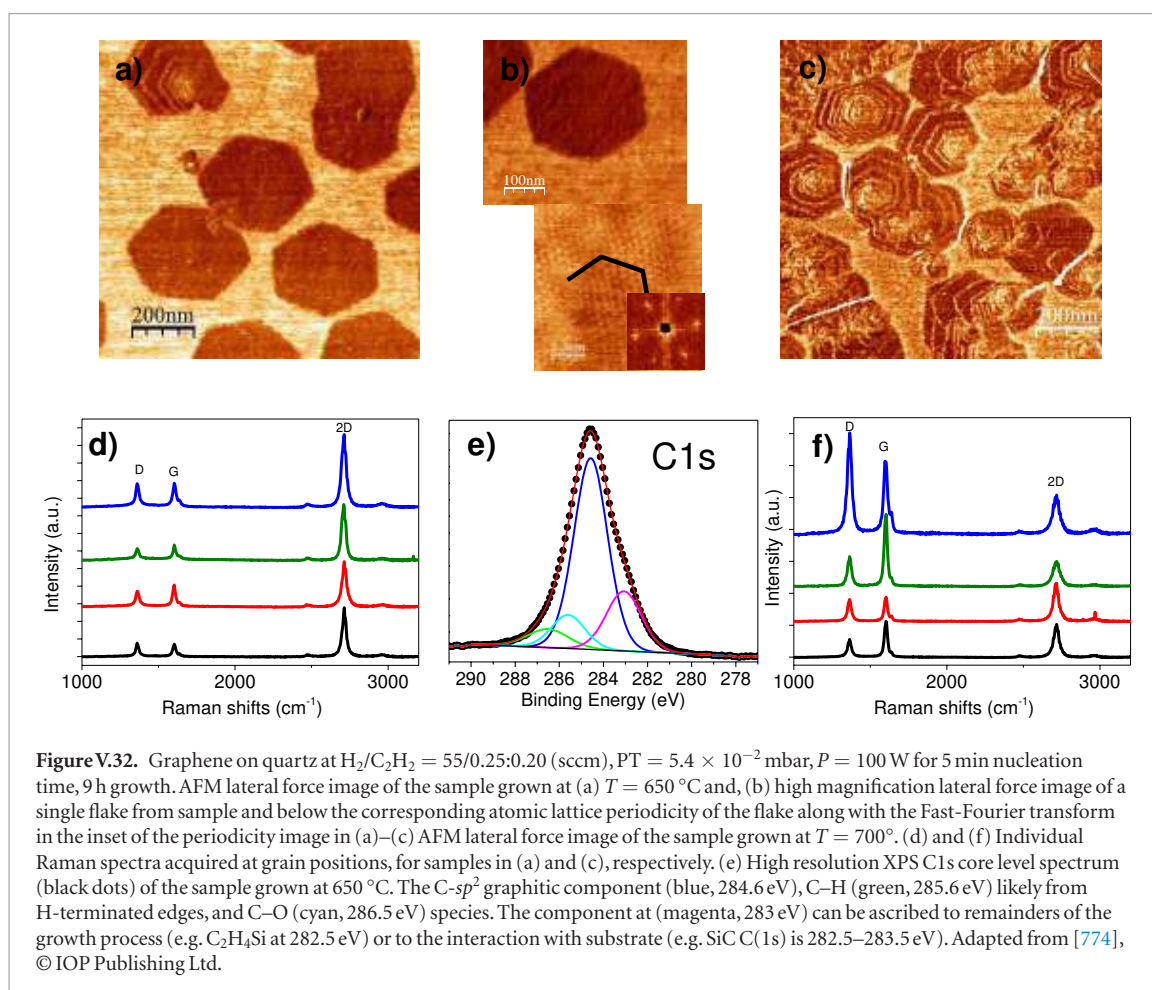 a)
b)
c)
200nm
100nm
d)
D
G
2D
Intensity (a.u.)
1000
2000
3000
Raman shifts (cm⁻¹)
e)
C1s
290 288 286 284 282 280 278
Binding Energy (eV)
f)
D
G
2D
Intensity (a.u.)
1000
2000
3000
Raman shifts (cm⁻¹)
Figure V.32. Graphene on quartz at H₂/C₂H₂ = 55/0.25:0.20 (sccm), PT = 5.4 × 10⁻² mbar, P = 100 W for 5 min nucleation
time, 9 h growth. AFM lateral force image of the sample grown at (a) T = 650 °C and, (b) high magnification lateral force image of a
single flake from sample and below the corresponding atomic lattice periodicity of the flake along with the Fast-Fourier transform
in the inset of the periodicity image in (a)–(c) AFM lateral force image of the sample grown at T = 700°. (d) and (f) Individual
Raman spectra acquired at grain positions, for samples in (a) and (c), respectively. (e) High resolution XPS C1s core level spectrum
(black dots) of the sample grown at 650 °C. The C-sp² graphitic component (blue, 284.6 eV), C–H (green, 285.6 eV) likely from
H-terminated edges, and C–O (cyan, 286.5 eV) species. The component at (magenta, 283 eV) can be ascribed to remainders of the
growth process (e.g. C₂H₄Si at 282.5 eV) or to the interaction with substrate (e.g. SiC C(1s) is 282.5–283.5 eV). Adapted from [774],
© IOP Publishing Ltd.